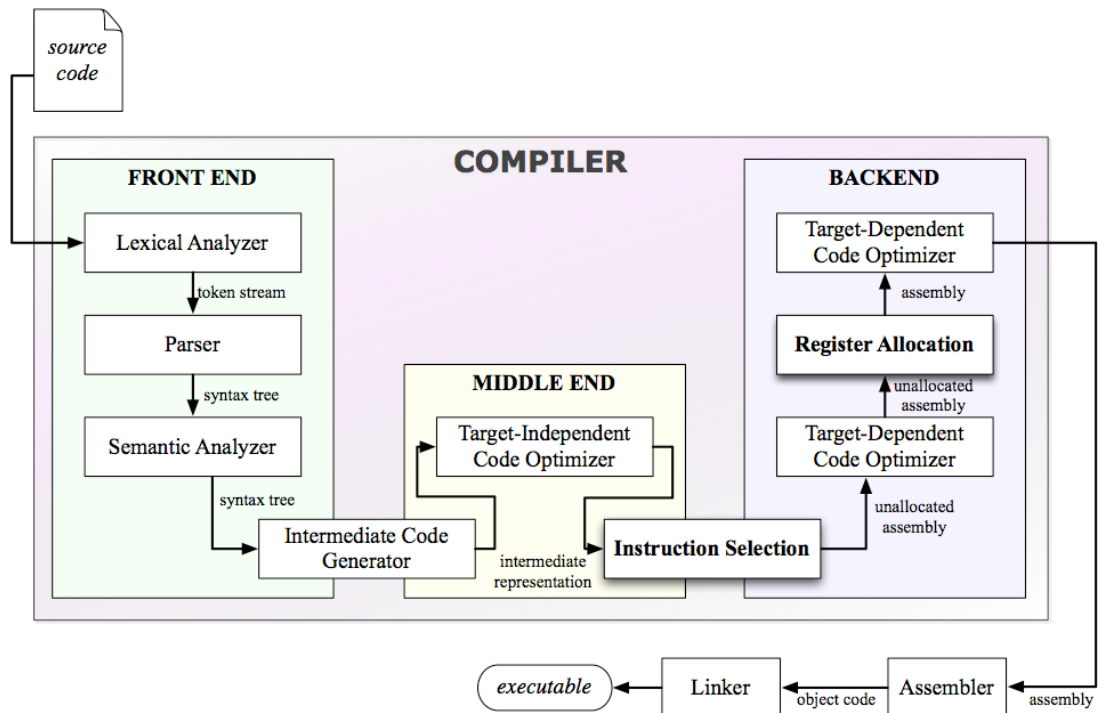 source
code
COMPILER
FRONT END
Lexical Analyzer
token stream
Parser
syntax tree
Semantic Analyzer
syntax tree
Intermediate Code
Generator
MIDDLE END
Target-Independent
Code Optimizer
intermediate
representation
Instruction Selection
BACKEND
Target-Dependent
Code Optimizer
assembly
Register Allocation
unallocated
assembly
Target-Dependent
Code Optimizer
unallocated
assembly
executable
Linker
object code
Assembler
assembly